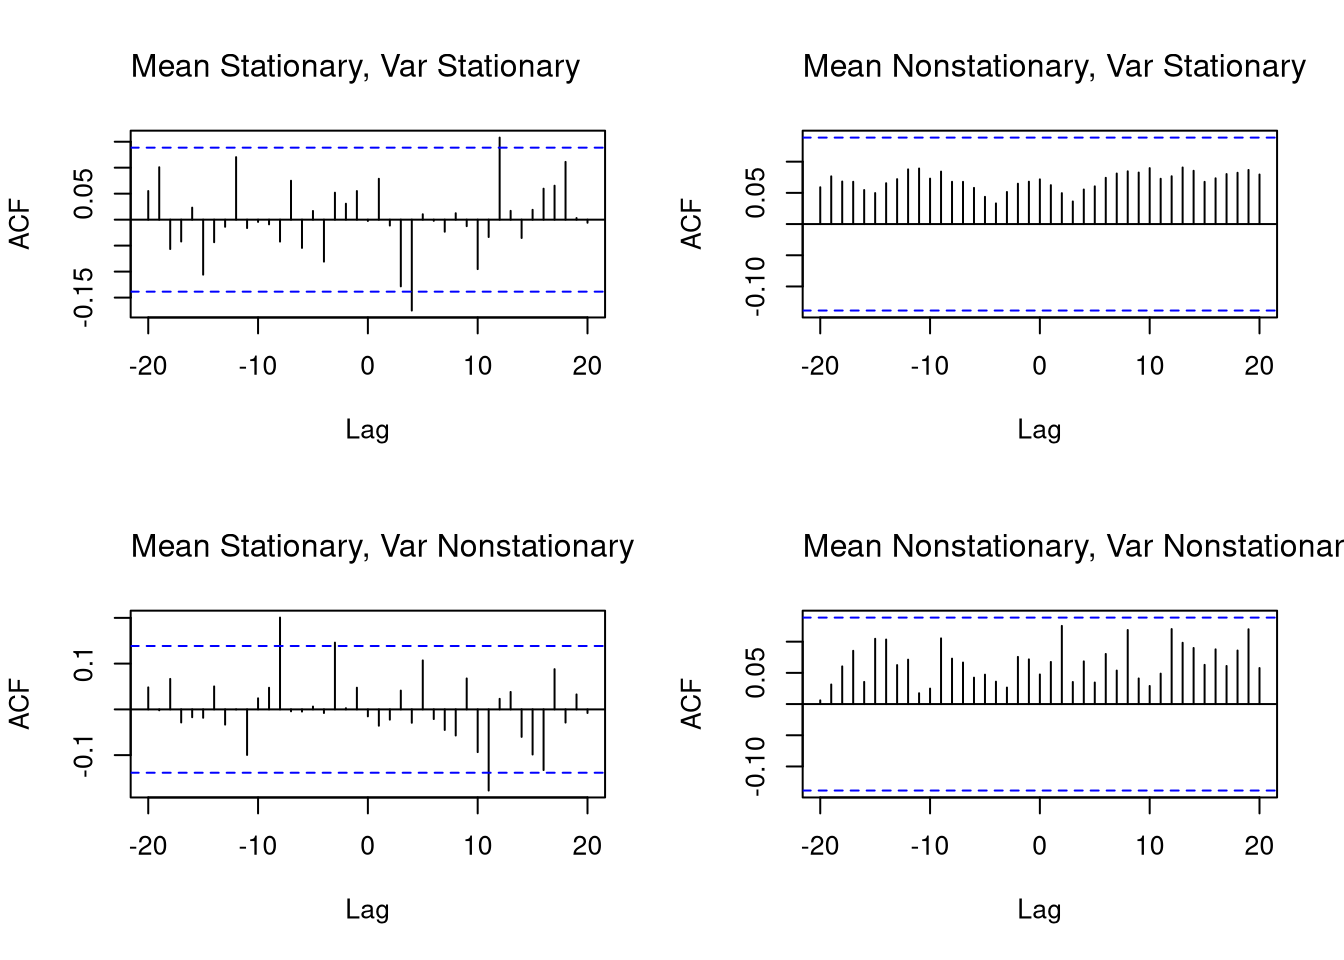 Mean Stationary, Var Stationary
ACF
0.05
-0.15
-20 -10 0 10 20
Lag
Mean Nonstationary, Var Stationary
ACF
0.05
-0.10
-20 -10 0 10 20
Lag
Mean Stationary, Var Nonstationary
ACF
0.1
-0.1
-20 -10 0 10 20
Lag
Mean Nonstationary, Var Nonstationar
ACF
0.05
-0.10
-20 -10 0 10 20
Lag